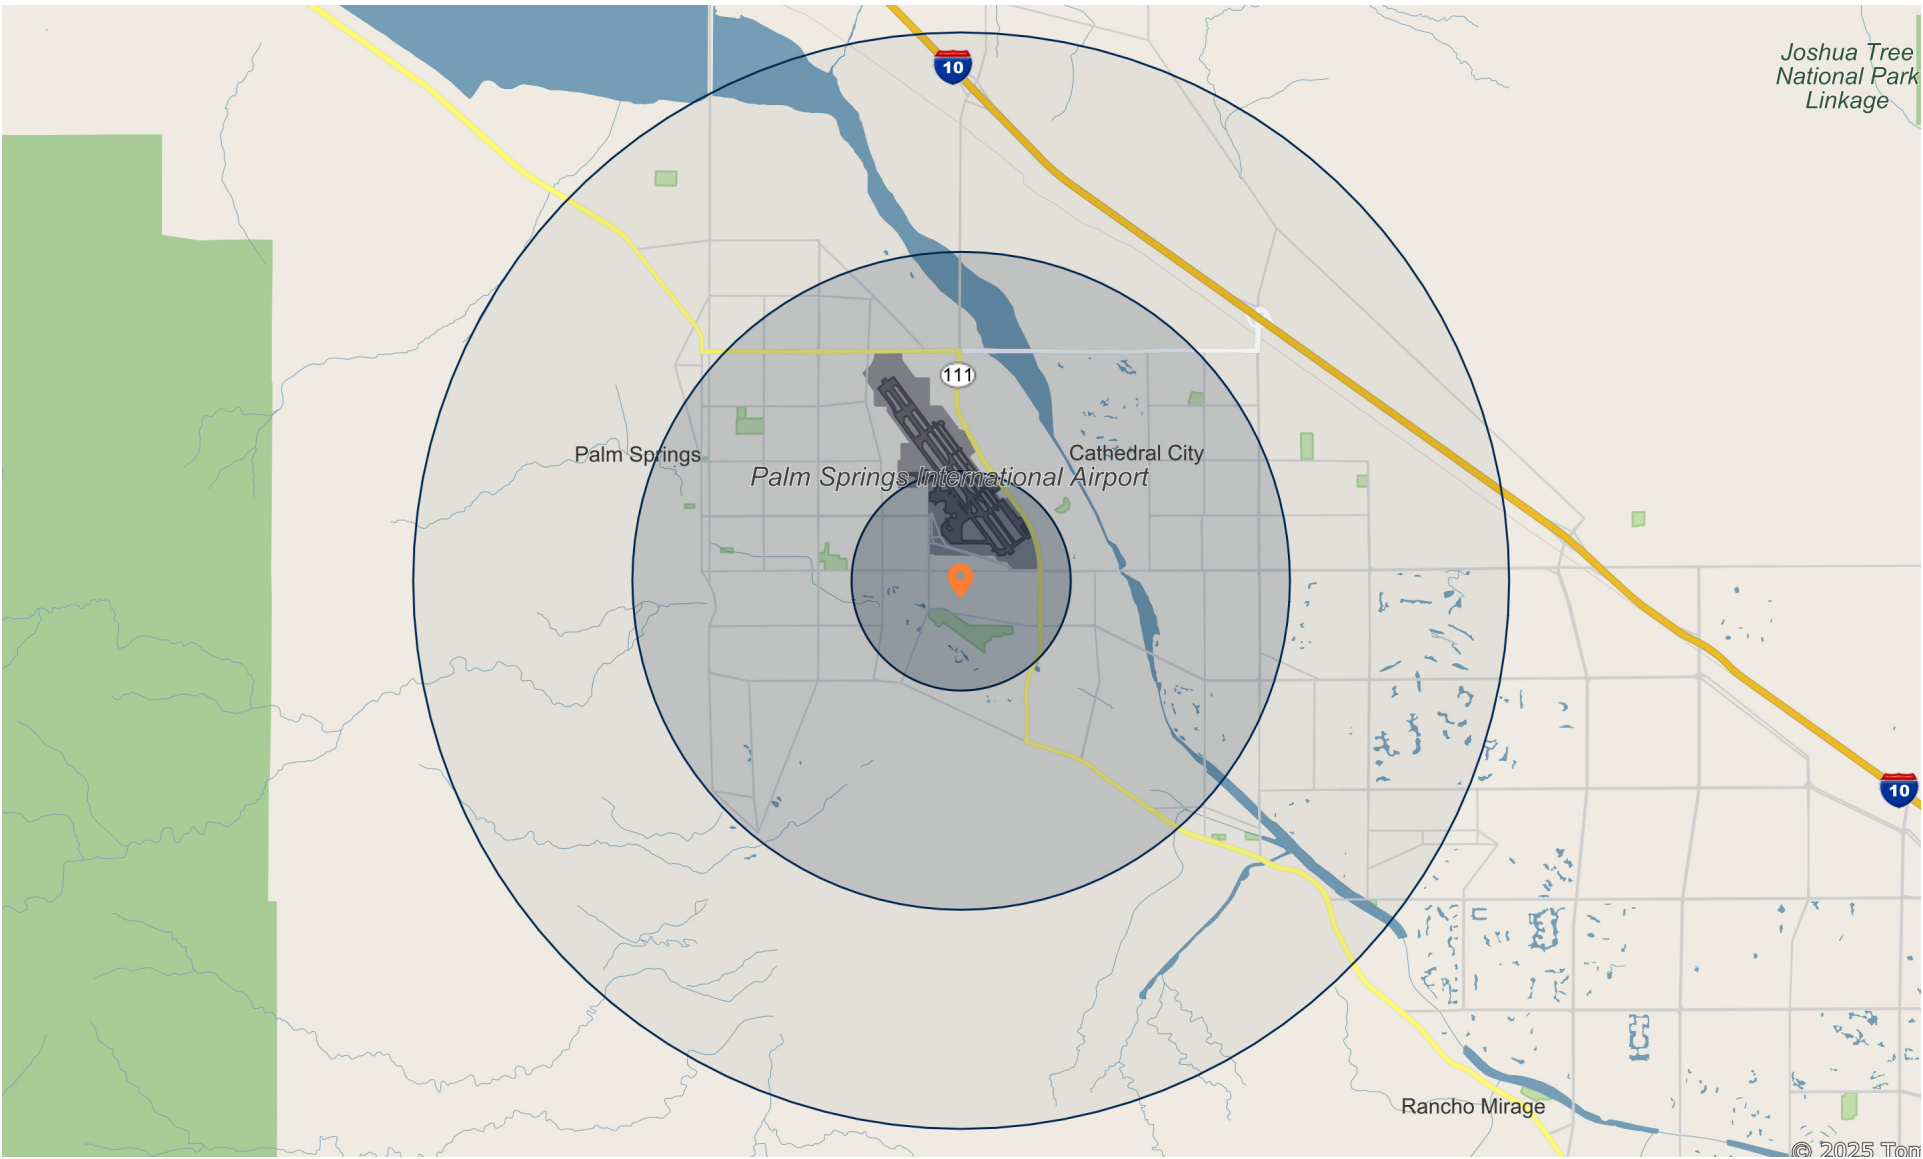 10
Joshua Tree
National Park
Linkage
111
Palm Springs
Cathedral City
Palm Springs International Airport
10
Rancho Mirage
© 2025 Tom